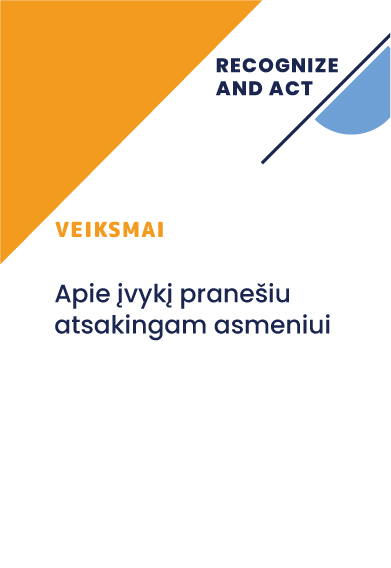 RECOGNIZE
AND ACT
VEIKSMAI
Apie įvykį pranešiu
atsakingam asmeniui